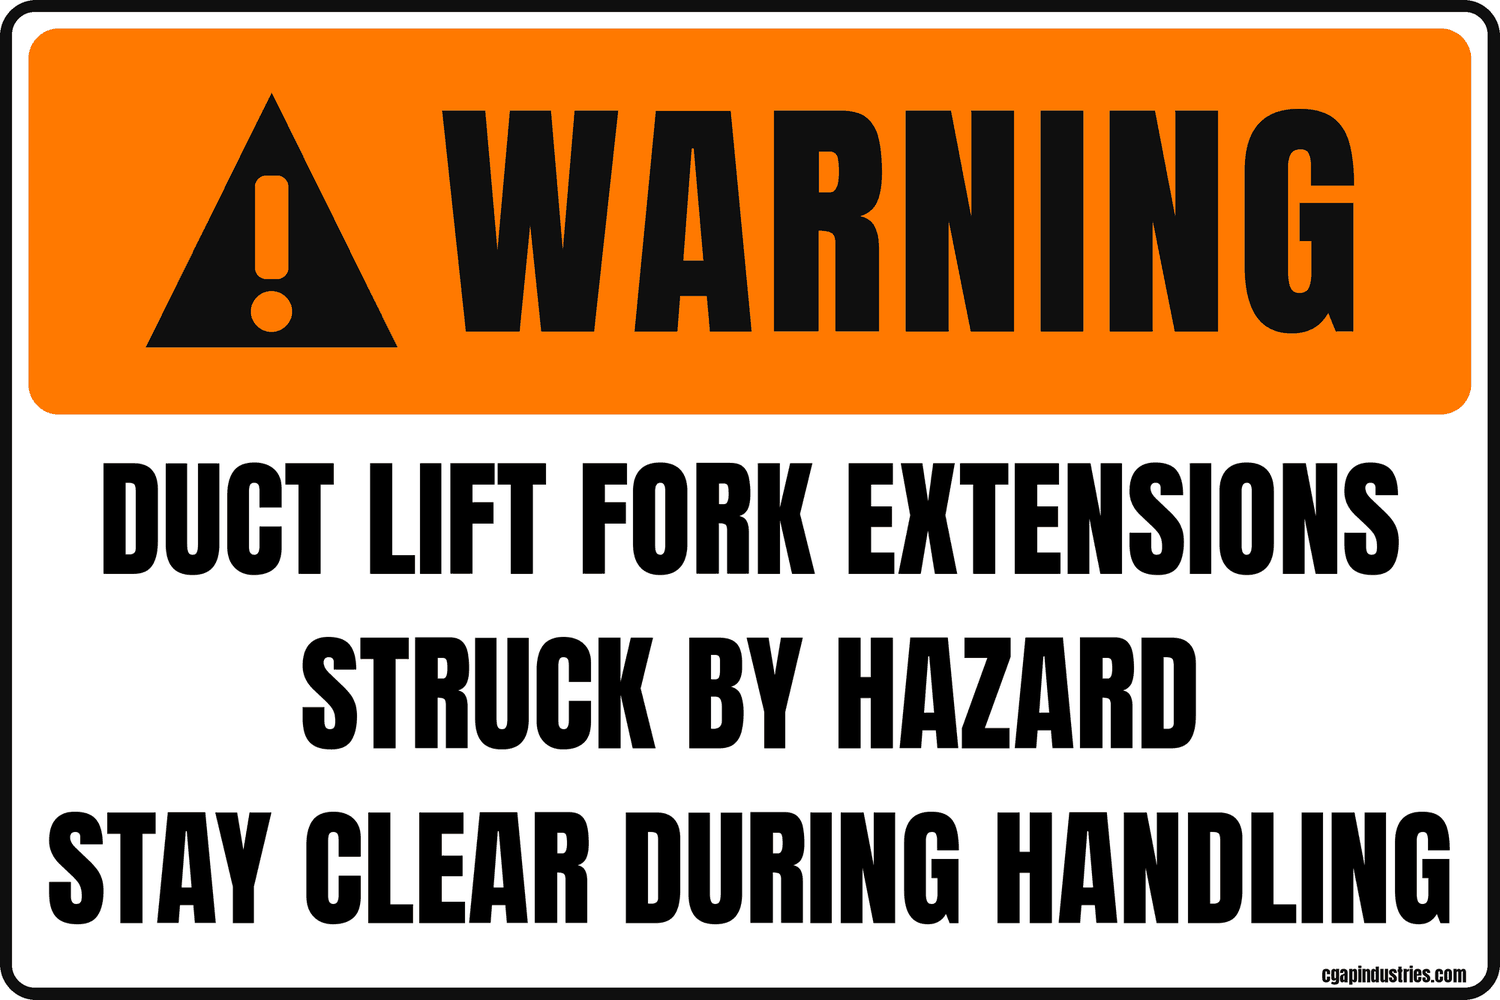 WARNING
DUCT LIFT FORK EXTENSIONS
STRUCK BY HAZARD
STAY CLEAR DURING HANDLING
cgapindustries.com